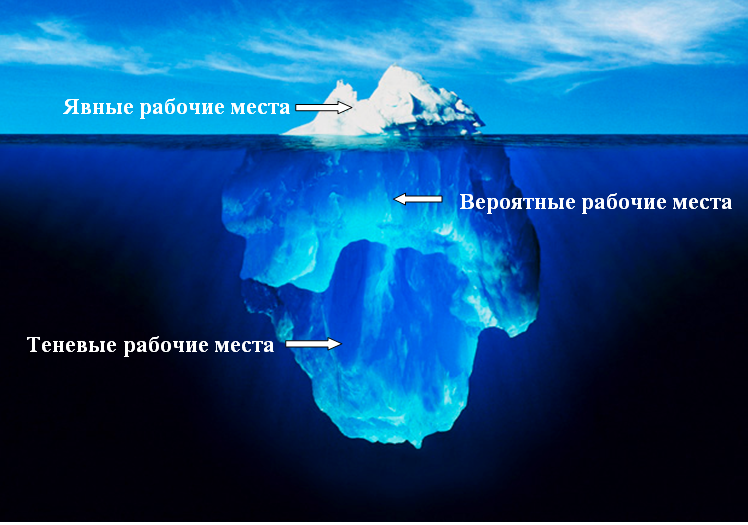 Явные рабочие места
Вероятные рабочие места
Теневые рабочие места